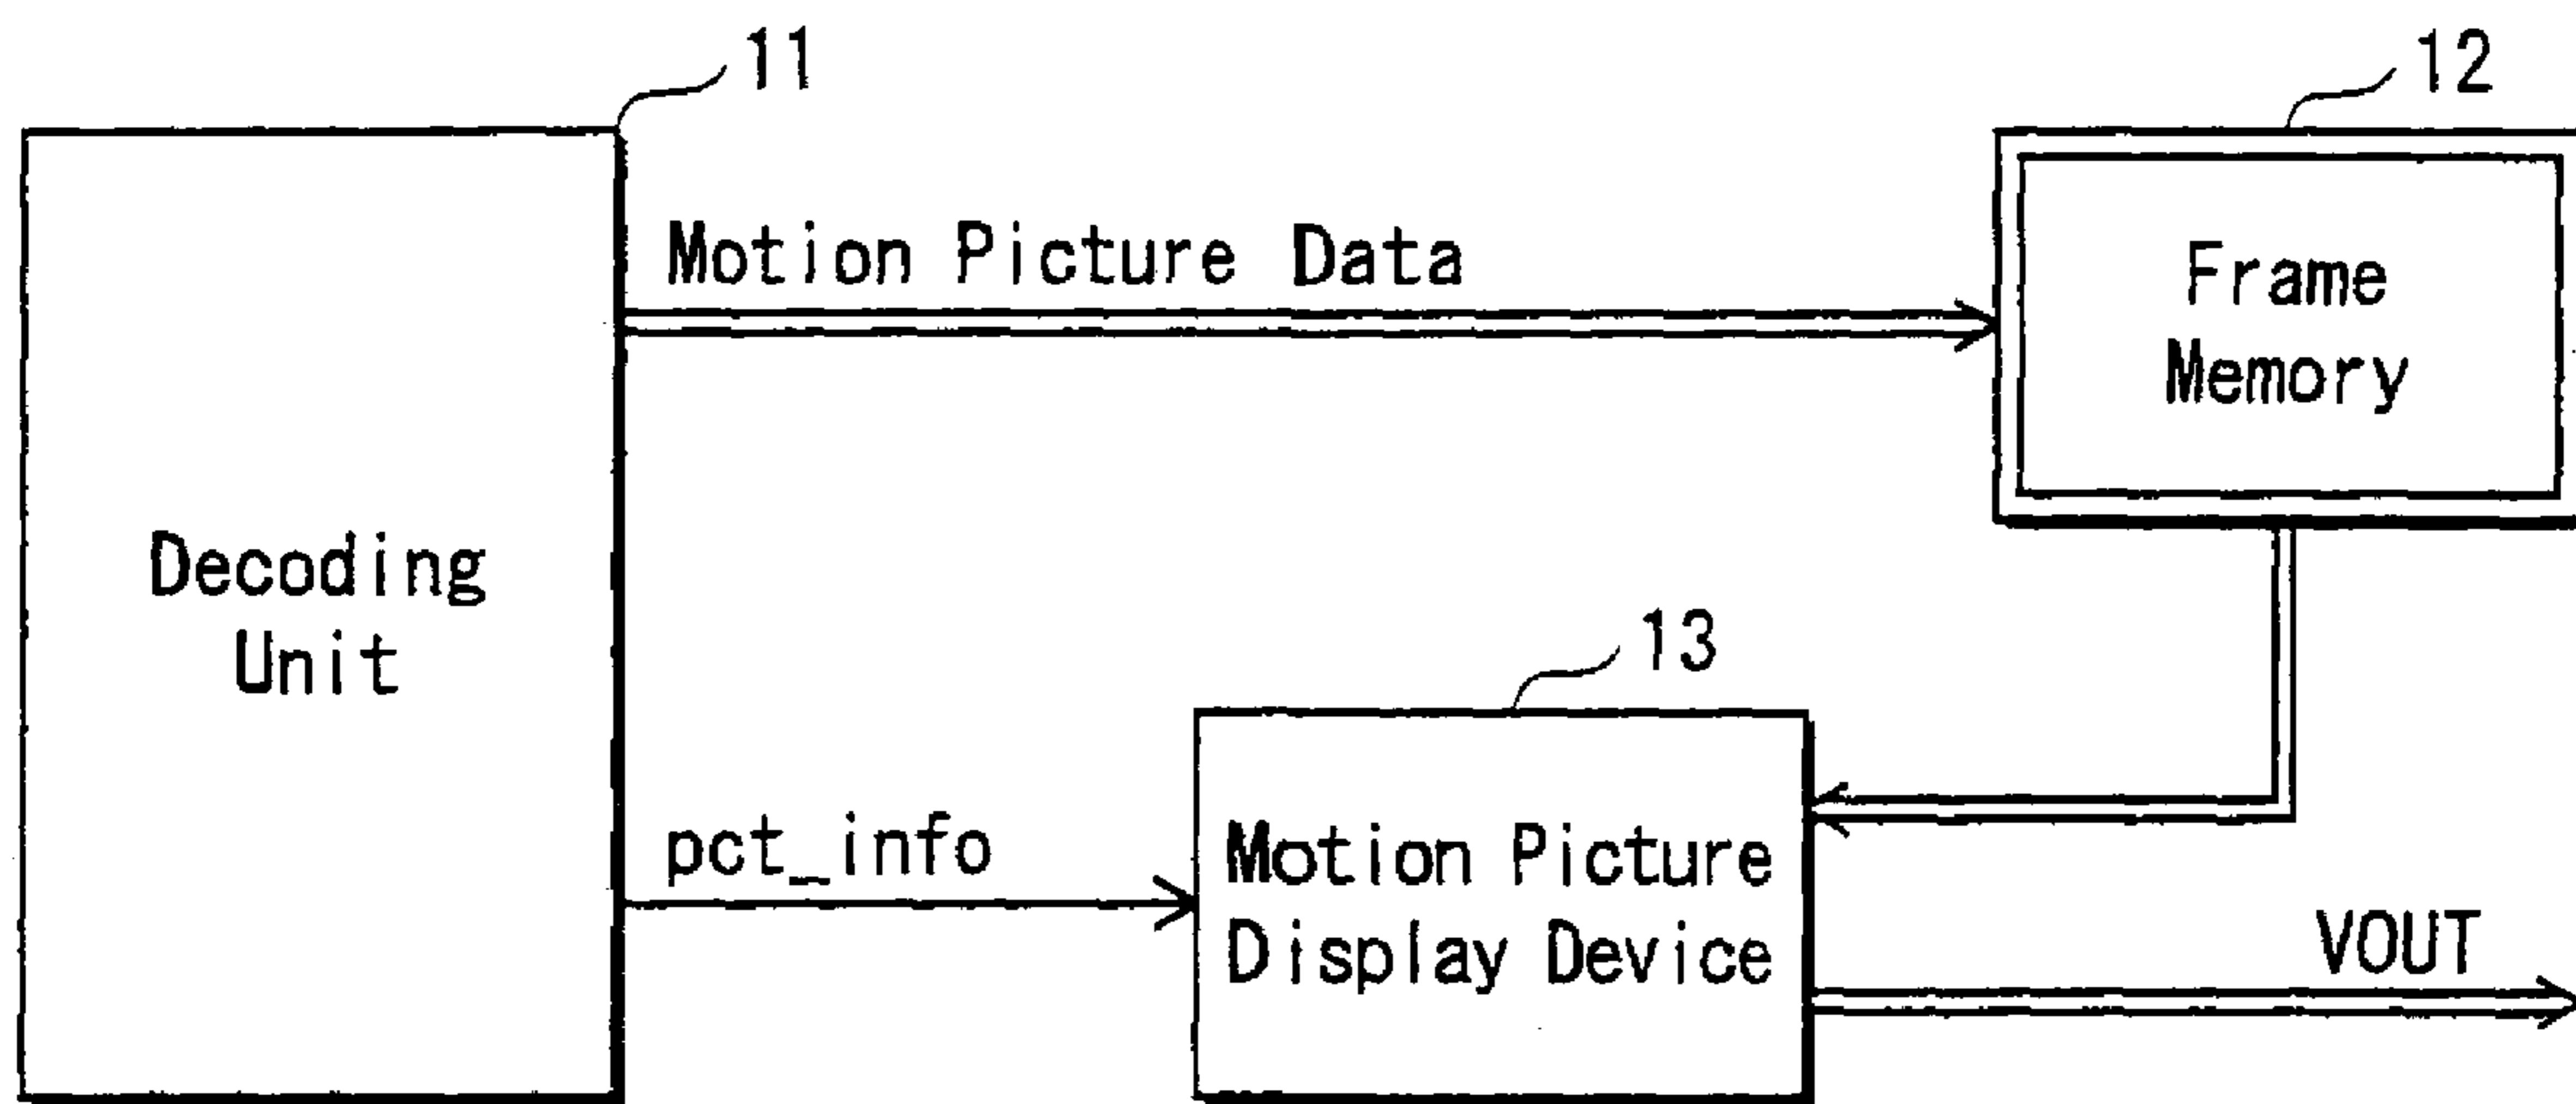 11
12
Motion Picture Data
Frame
Memory
Decoding
Unit
13
pct_info
Motion Picture
Display Device
VOUT